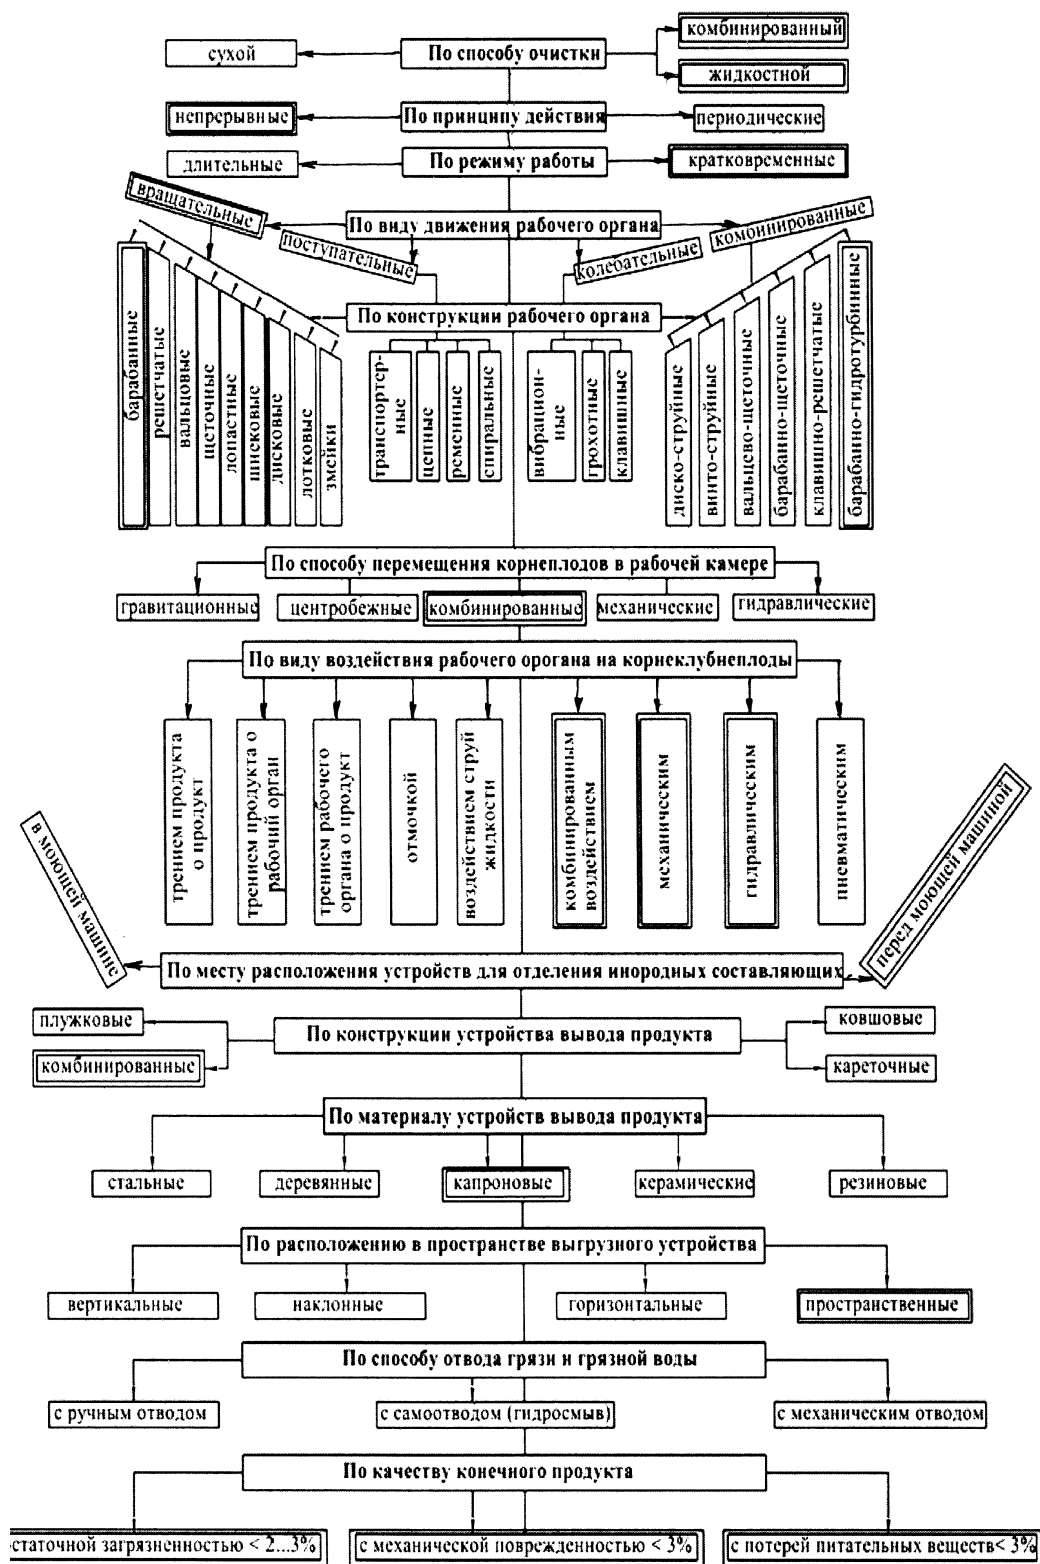 комбинированный
сухой
По способу очистки
жидкостной
непрерывные
По принципу действия
периодические
длительные
По режиму работы
кратковременные
вращательные
По виду движения рабочего органа
комбинированные
поступательные
колебательные
По конструкции рабочего органа
барабанные
решетчатые
вальцовые
щеточные
лопастные
шнековые
дисковые
лотковые
змейки
транспортер-
ные
цепные
ременные
спиральные
вибрацион-
ные
грохотные
клавишные
диско-струйные
винто-струйные
вальцево-щеточные
барабанно-щеточные
клавишно-решетчатые
барабанно-гидротурбинные
По способу перемещения корнеплодов в рабочей камере
гравитационные
центробежные
комбинированные
механические
гидравлические
По виду воздействия рабочего орогана на корнеклубнеплоды
трением продукта
о продукт
трением продукта о
рабочий орган
трением рабочего
органа о продукт
отмочкой
воздействием струй
жидкости
комбинированным
воздействием
механическим
гидравлическим
пневматическим
в моющей машине
перед моющей машиной
По месту расположения устройств для отделения инородных составляющих
плужковые
По конструкции устройства вывода продукта
ковшовые
комбинированные
кареточные
По материалу устройств вывода продукта
стальные
деревянные
капроновые
керамические
резиновые
По расположению в пространстве выгрузного устройства
вертикальные
наклонные
горизонтальные
пространственные
По способу отвода грязи и грязной воды
с ручным отводом
с самоотводом (гидросмыв)
с механическим отводом
По качеству конечного продукта
статочной загрязненностью < 2...3%
с механической поврежденностью < 3%
с потерей питательных веществ< 3%